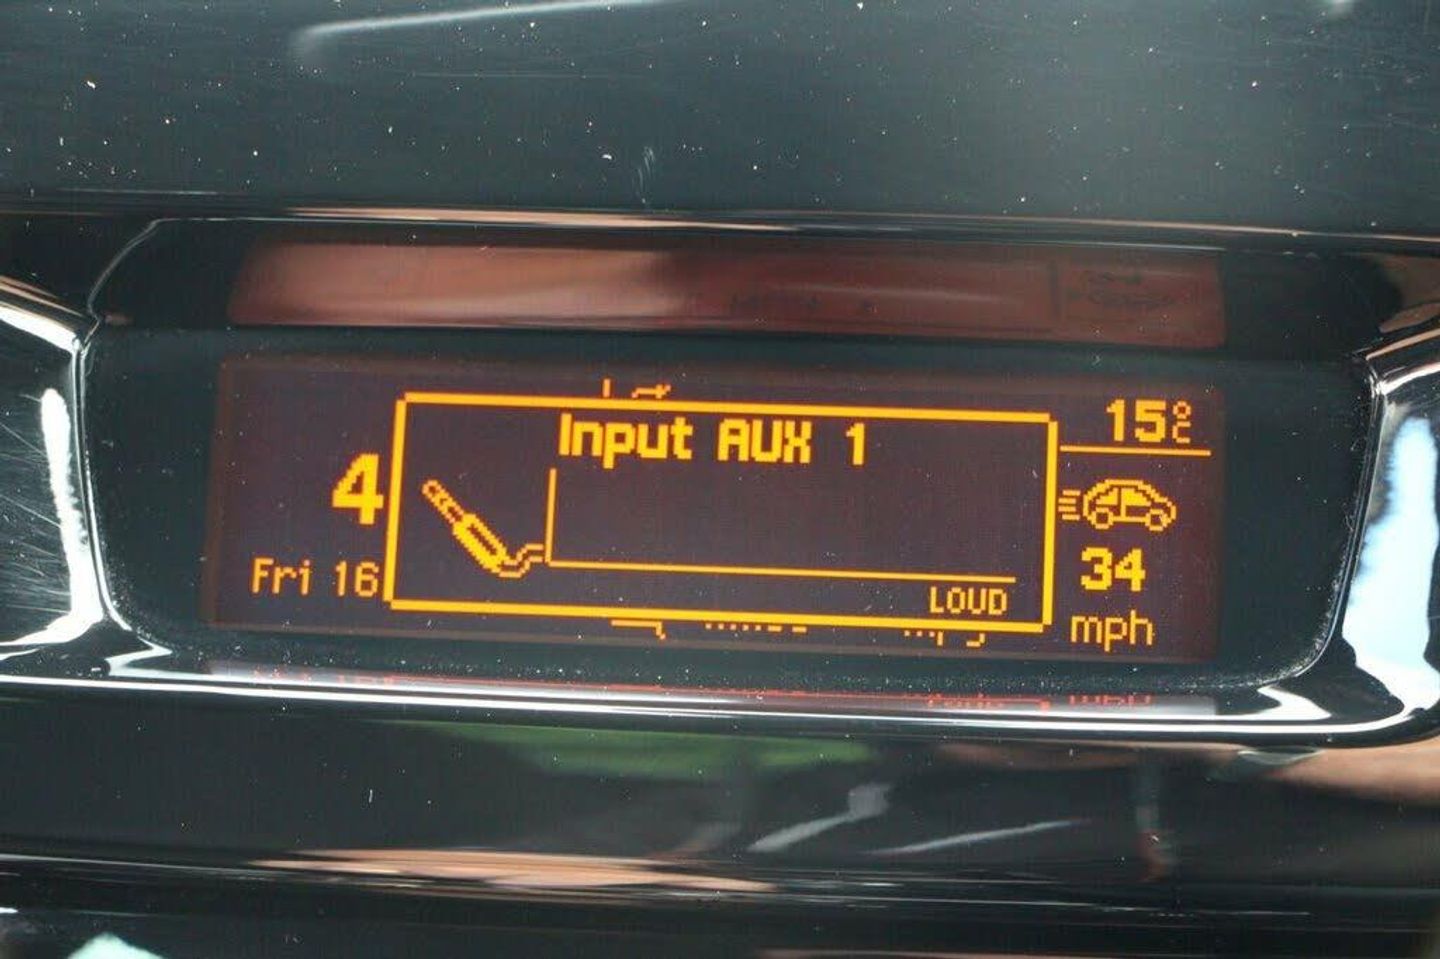 Input AUX 1
15°C
4
Fri 16
34
LOUD
mph